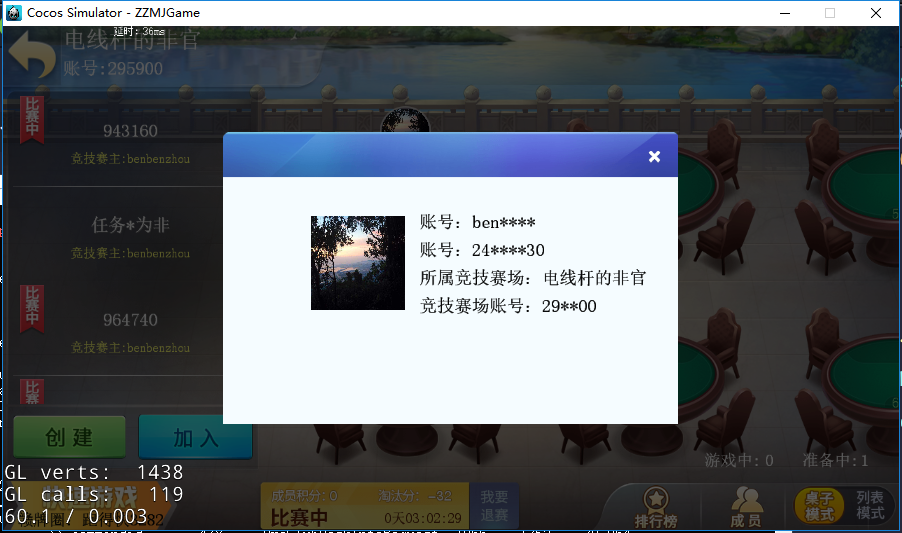 Cocos Simulator - ZZMJGame
延时：36ms
电线杆的非官
账号:295900
比赛中
943160
竞技赛主:benbenzhou
任务*为非
竞技赛主:benbenzhou
比赛中
964740
竞技赛主:benbenzhou
比赛中
账号：ben****
账号：24****30
所属竞技赛场：电线杆的非官
竞技赛场账号：29**00
创建
加入
游戏中：0
准备中：1
GL verts: 1438
GL calls: 119
60.1 / 0.003
成员积分：0
淘汰分：-32
比赛中
0天03:02:29
我要退赛
排行榜
成员
桌子模式
列表模式